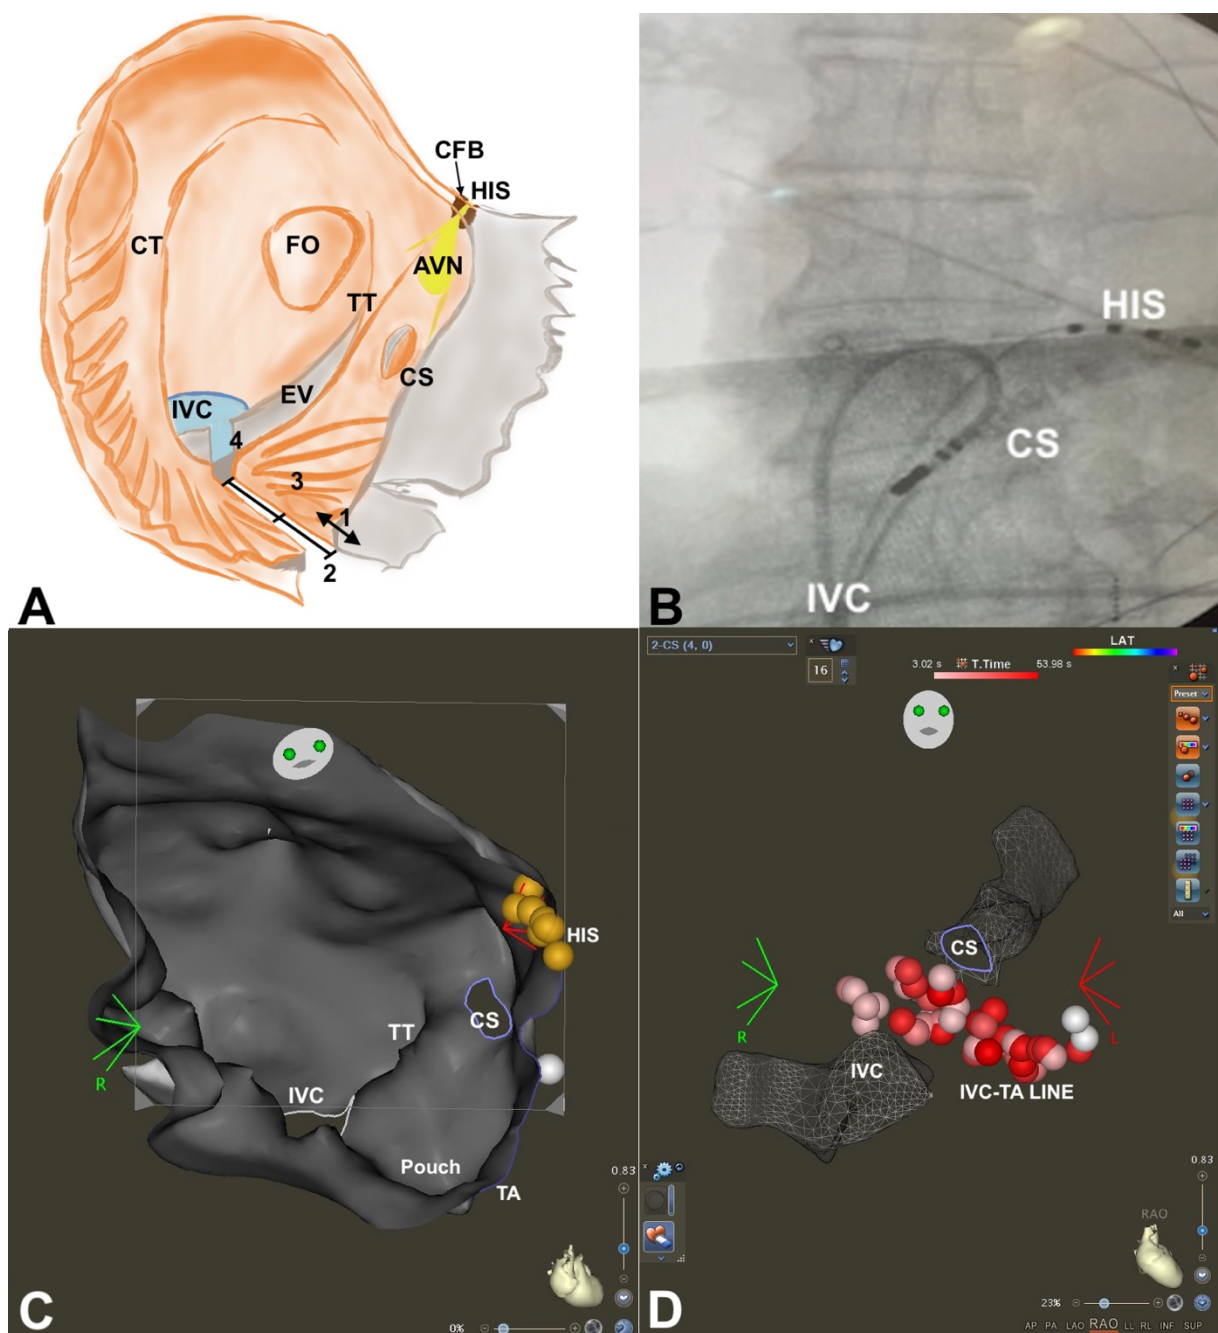 CFB
HIS
CT
FO
AVN
TT
CS
EV
IVC
4
3
1
2
A
HIS
CS
IVC
B
HIS
CS
TT
IVC
R
Pouch
TA
0.83
0%
C
2-CS (4, 0)
x
16
LAT
3.02 s T.Time 53.98 s
x
Preset
All
CS
R
L
IVC
IVC-TA LINE
x
0.83
RAO
23%
AP PA LAO RAO LL RL INF SUP
D